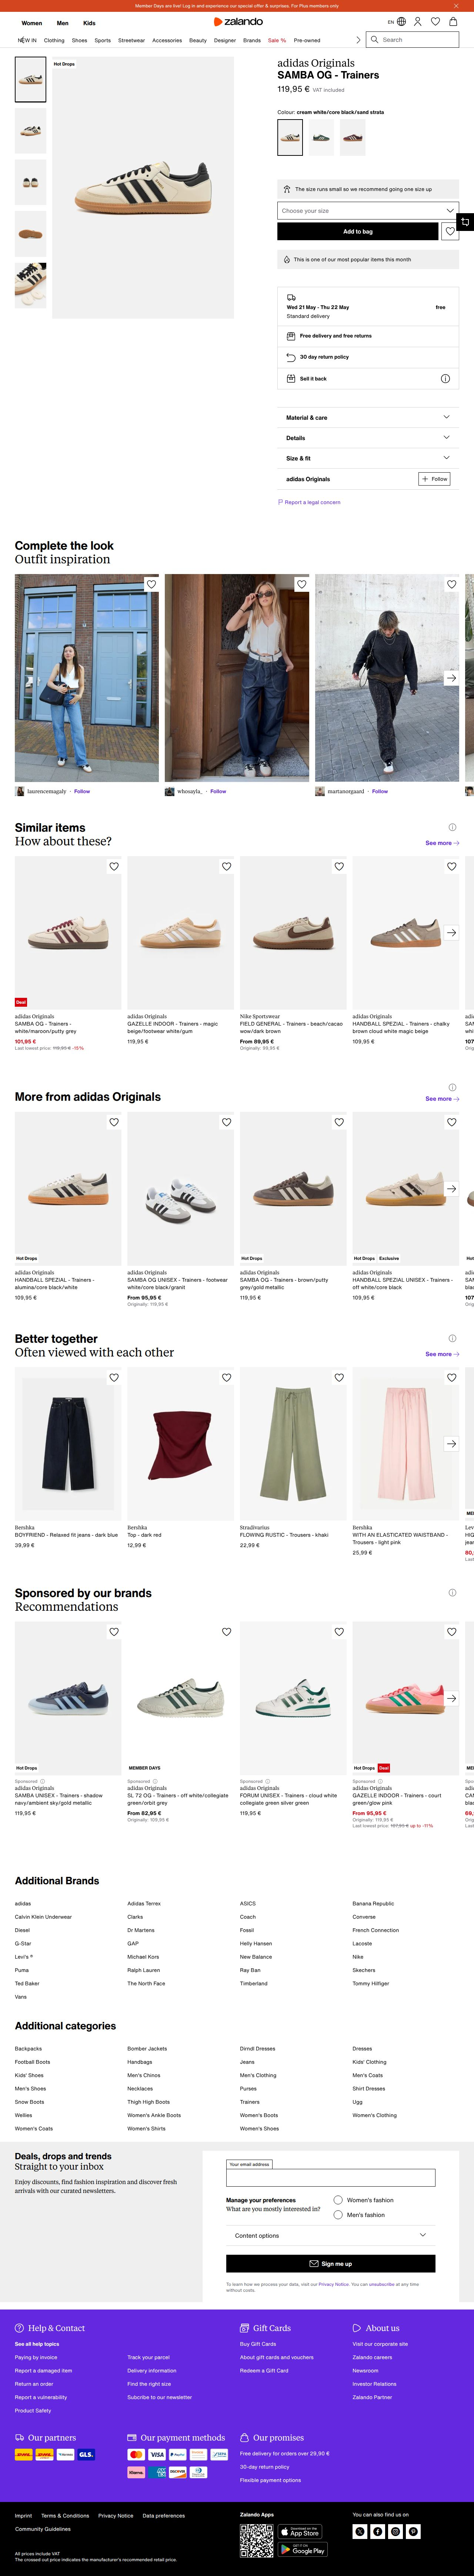 Member Days are live! Log in and experience our special offer & surprises. For Plus members only
Women Men Kids
zalando
EN
NEW IN Clothing Shoes Sports Streetwear Accessories Beauty Designer Brands Sale % Pre-owned
Search
Hot Drops
adidas Originals
SAMBA OG - Trainers
119,95 € VAT included
Colour: cream white/core black/sand strata
The size runs small so we recommend going one size up
Choose your size
Add to bag
This is one of our most popular items this month
Wed 21 May - Thu 22 May free
Standard delivery
Free delivery and free returns
30 day return policy
Sell it back
Material & care
Details
Size & fit
adidas Originals
Follow
Report a legal concern
Complete the look
Outfit inspiration
laurencemagaly · Follow
whosayla_ · Follow
martanorgaard · Follow
Similar items
How about these?
See more
Deal
adidas Originals
SAMBA OG - Trainers -
white/maroon/putty grey
101,95 €
Last lowest price: 119,95 € -15%
adidas Originals
GAZELLE INDOOR - Trainers - magic
beige/footwear white/gum
119,95 €
Nike Sportswear
FIELD GENERAL - Trainers - beach/cacao
wow/dark brown
From 89,95 €
Originally: 99,95 €
adidas Originals
HANDBALL SPEZIAL - Trainers - chalky
brown cloud white magic beige
109,95 €
More from adidas Originals
See more
Hot Drops
adidas Originals
HANDBALL SPEZIAL - Trainers -
alumina/core black/white
109,95 €
adidas Originals
SAMBA OG UNISEX - Trainers - footwear
white/core black/granit
From 95,95 €
Originally: 119,95 €
Hot Drops
adidas Originals
SAMBA OG - Trainers - brown/putty
grey/gold metallic
119,95 €
Hot Drops Exclusive
adidas Originals
HANDBALL SPEZIAL UNISEX - Trainers -
off white/core black
109,95 €
Better together
Often viewed with each other
See more
Bershka
BOYFRIEND - Relaxed fit jeans - dark blue
39,99 €
Bershka
Top - dark red
12,99 €
Stradivarius
FLOWING RUSTIC - Trousers - khaki
22,99 €
Bershka
WITH AN ELASTICATED WAISTBAND -
Trousers - light pink
25,99 €
Sponsored by our brands
Recommendations
Hot Drops
Sponsored
adidas Originals
SAMBA UNISEX - Trainers - shadow
navy/ambient sky/gold metallic
119,95 €
MEMBER DAYS
Sponsored
adidas Originals
SL 72 OG - Trainers - off white/collegiate
green/orbit grey
From 82,95 €
Originally: 109,95 €
Sponsored
adidas Originals
FORUM UNISEX - Trainers - cloud white
collegiate green silver green
119,95 €
Hot Drops Deal
Sponsored
adidas Originals
GAZELLE INDOOR - Trainers - court
green/glow pink
From 95,95 €
Originally: 119,95 €
Last lowest price: 107,95 € up to -11%
Additional Brands
adidas Adidas Terrex ASICS Banana Republic
Calvin Klein Underwear Clarks Coach Converse
Diesel Dr Martens Fossil French Connection
G-Star GAP Helly Hansen Lacoste
Levi's ® Michael Kors New Balance Nike
Puma Ralph Lauren Ray Ban Skechers
Ted Baker The North Face Timberland Tommy Hilfiger
Vans
Additional categories
Backpacks Bomber Jackets Dirndl Dresses Dresses
Football Boots Handbags Jeans Kids' Clothing
Kids' Shoes Men's Chinos Men's Clothing Men's Coats
Men's Shoes Necklaces Purses Shirt Dresses
Snow Boots Thigh High Boots Trainers Ugg
Wellies Women's Ankle Boots Women's Boots Women's Clothing
Women's Coats Women's Shirts Women's Shoes
Deals, drops and trends
Straight to your inbox
Enjoy discounts, find fashion inspiration and discover fresh
arrivals with our curated newsletters.
Your email address
Manage your preferences
What are you mostly interested in?
Women's fashion
Men's fashion
Content options
Sign me up
To learn how we process your data, visit our Privacy Notice. You can unsubscribe at any time
without costs.
Help & Contact
See all help topics
Paying by invoice Track your parcel
Report a damaged item Delivery information
Return an order Find the right size
Report a vulnerability Subcribe to our newsletter
Product Safety
Gift Cards
Buy Gift Cards
About gift cards and vouchers
Redeem a Gift Card
About us
Visit our corporate site
Zalando careers
Newsroom
Investor Relations
Zalando Partner
Our partners
GLS
Our payment methods
VISA
PayPal
Klarna
DISCOVER
Our promises
Free delivery for orders over 29,90 €
30-day return policy
Flexible payment options
Imprint Terms & Conditions Privacy Notice Data preferences
Community Guidelines
All prices include VAT
The crossed out price indicates the manufacturer's recommended retail price.
Zalando Apps
Download on the
App Store
GET IT ON
Google Play
You can also find us on